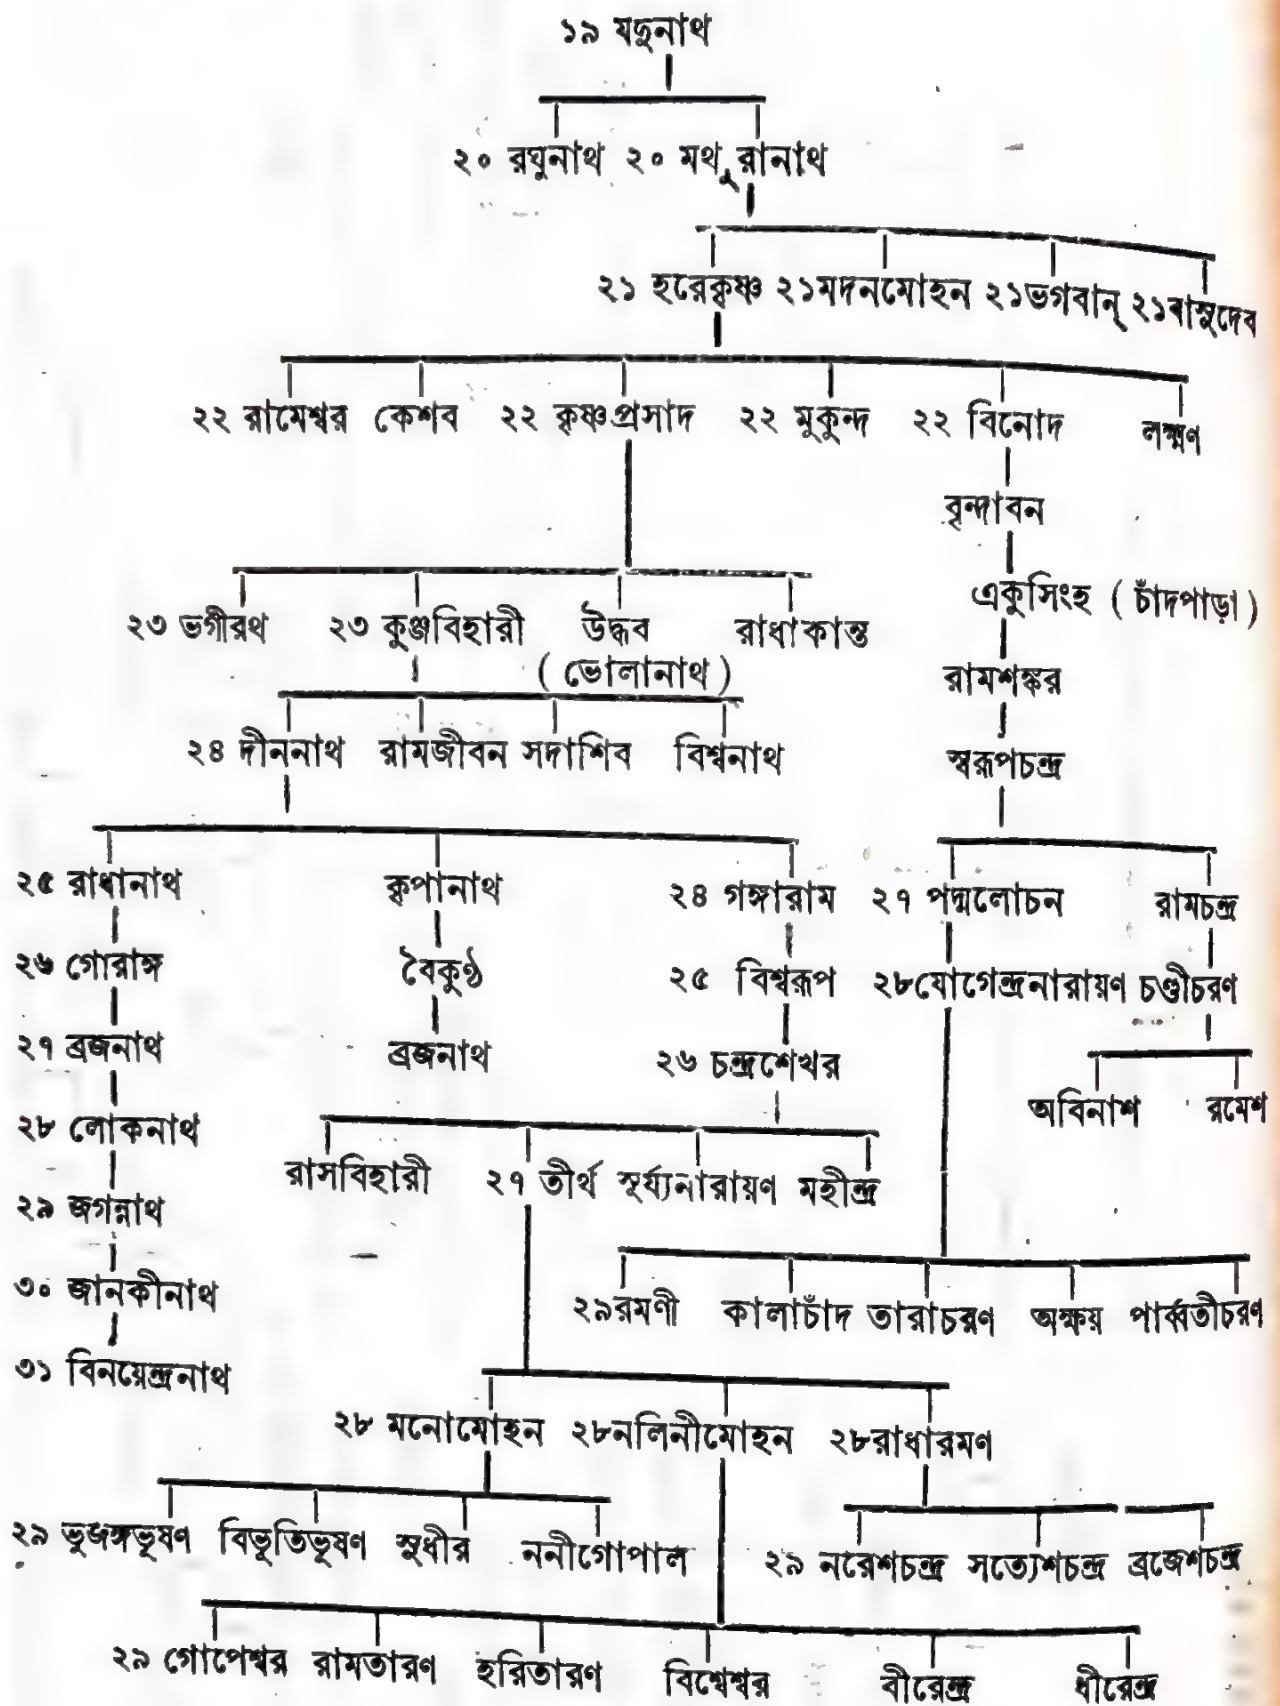 ১৯ যদুনাথ
২০ রঘুনাথ ২০ মথুরানাথ
২১ হরেকৃষ্ণ ২১মদনমোহন ২১ভগবান্ ২১বাসুদেব
২২ রামেশ্বর কেশব ২২ কৃষ্ণপ্রসাদ ২২ মুকুন্দ ২২ বিনোদ লক্ষ্মণ
বৃন্দাবন
একুসিংহ ( চাঁদপাড়া )
২৩ ভগীরথ ২৩ কুঞ্জবিহারী উদ্ধব রাধাকান্ত
( ভোলানাথ ) রামশঙ্কর
২৪ দীননাথ রামজীবন সদাশিব বিশ্বনাথ স্বরূপচন্দ্র
২৫ রাধানাথ কৃপানাথ ২৪ গঙ্গারাম ২৭ পদ্মলোচন রামচন্দ্র
২৬ গোরাঙ্গ বৈকুণ্ঠ ২৫ বিশ্বরূপ ২৮যোগেন্দ্রনারায়ণ চণ্ডীচরণ
২৭ ব্রজনাথ ব্রজনাথ ২৬ চন্দ্রশেখর
অবিনাশ রমেশ
২৮ লোকনাথ
রাসবিহারী ২৭ তীর্থ সূর্য্যনারায়ণ মহীন্দ্র
২৯ জগন্নাথ
৩০ জানকীনাথ ২৯রমণী কালাচাঁদ তারাচরণ অক্ষয় পার্ব্বতীচরণ
৩১ বিনয়েন্দ্রনাথ
২৮ মনোমোহন ২৮নলিনীমোহন ২৮রাধারমণ
২৯ ভুজঙ্গভূষণ বিভূতিভূষণ সুধীর ননীগোপাল ২৯ নরেশচন্দ্র সত্যেশচন্দ্র ব্রজেশচন্দ্র
২৯ গোপেশ্বর রামতারণ হরিতারণ বিশ্বেশ্বর বীরেন্দ্র ধীরেন্দ্র